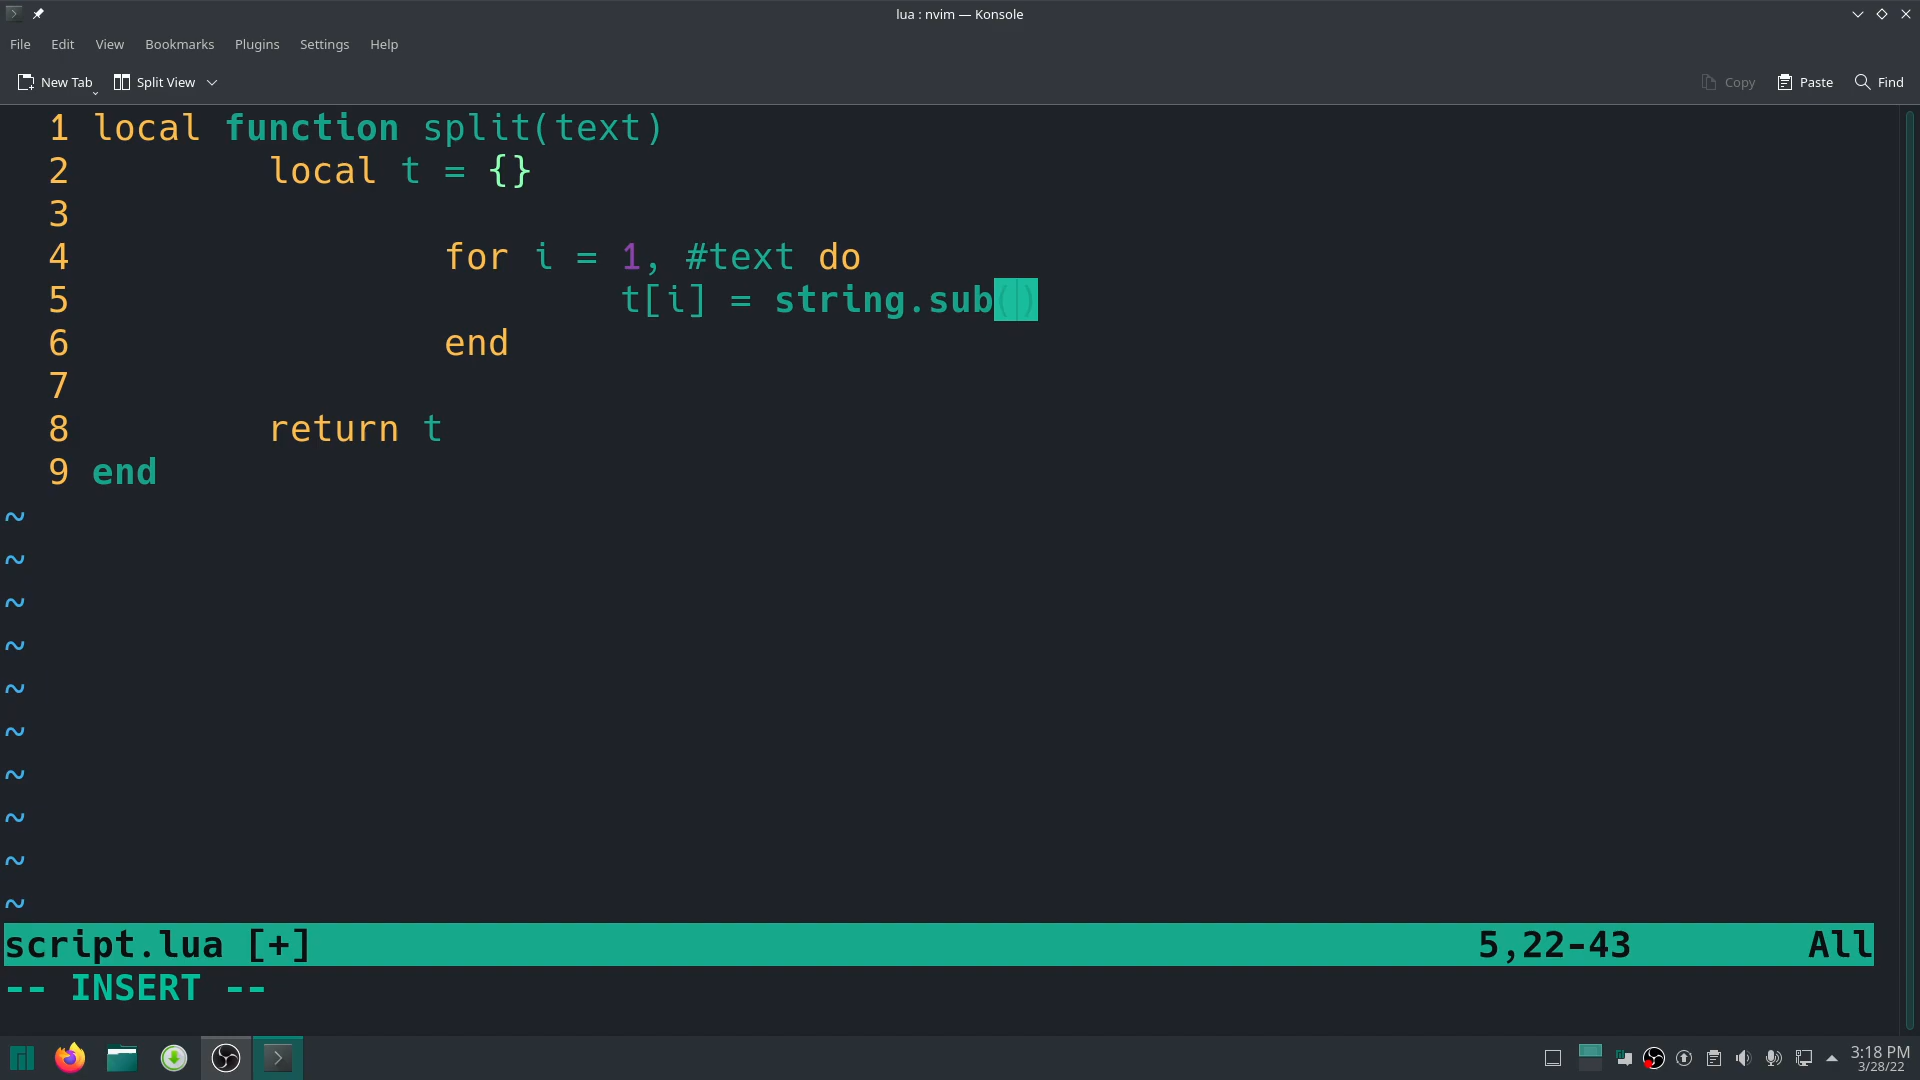 lua : nvim — Konsole
File Edit View Bookmarks Plugins Settings Help
New Tab Split View Copy Paste Find
1 local function split(text)
2 local t = {}
3
4 for i = 1, #text do
5 t[i] = string.sub()
6 end
7
8 return t
9 end
~
~
~
~
~
~
~
~
~
~
script.lua [+] 5,22-43 All
-- INSERT --
3:18 PM
3/28/22